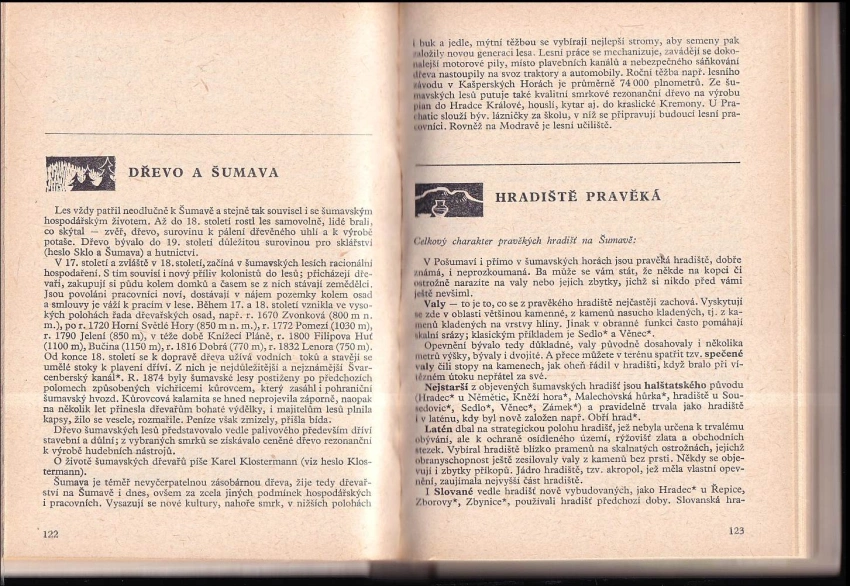 DŘEVO A ŠUMAVA
Les vždy patřil neodlučně k Šumavě a stejně tak souvisel i se šumavským
hospodářským životem. Až do 18. století rostl les samovolně, lidé brali,
co skýtal — zvěř, dřevo, surovinu k pálení dřevěného uhlí a k výrobě
potaše. Dřevo bývalo do 19. století důležitou surovinou pro sklářství
(heslo Sklo a Šumava) a hutnictví.
V 17. století a zvláště v 18. století, začíná v šumavských lesích racionální
hospodaření. S tím souvisí i nový příliv kolonistů do lesů; přicházejí dře-
vaři, zakupují si půdu kolem domků a časem se z nich stávají zemědělci.
Jsou povoláni pracovníci noví, dostávají v nájem pozemky kolem osad
a smlouvy je váží k pracím v lese. Během 17. a 18. století vznikla ve vyso-
kých polohách řada dřevařských osad, např. r. 1670 Zvonková (800 m n.
m.), po r. 1720 Horní Světlé Hory (850 m n. m.), r. 1772 Pomezí (1030 m),
r. 1790 Jelení (850 m), v téže době Knížecí Pláně, r. 1800 Filipova Huť
(1100 m), Bučina (1150 m), r. 1816 Dobrá (770 m), r. 1832 Lenora (750 m).
Od konce 18. století se k dopravě dřeva užívá vodních toků a stavějí se
umělé stoky k plavení dříví. Z nich je nejdůležitější a nejznámější Švar-
cenberský kanál*. R. 1874 byly šumavské lesy postiženy po předchozích
polomech způsobených vichřicemi kůrovcem, který zasáhl i pohraniční
šumavský hvozd. Kůrovcová kalamita se hned neprojevila záporně, naopak
na několik let přinesla dřevařům bohaté výdělky, i majitelům lesů plnila
kapsy, žilo se vesele, rozmařile. Peníze však zmizely, přišla bída.
Dřevo šumavských lesů představovalo vedle palivového především dříví
stavební a důlní; z vybraných smrků se získávalo ceněné dřevo rezonanční
k výrobě hudebních nástrojů.
O životě šumavských dřevařů píše Karel Klostermann (viz heslo Klos-
termann).
Šumava je téměř nevyčerpatelnou zásobárnou dřeva, žije tedy dřevař-
ství na Šumavě i dnes, ovšem za zcela jiných podmínek hospodářských
i pracovních. Vysazují se nové kultury, nahoře smrk, v nižších polohách
122
i buk a jedle, mýtní těžbou se vybírají nejlepší stromy, aby semeny pak
založily novou generaci lesa. Lesní práce se mechanizuje, zavádějí se doko-
nalejší motorové pily, místo plavebních kanálů a nebezpečného sáňkování
dřeva nastoupily na svoz traktory a automobily. Roční těžba např. lesního
závodu v Kašperských Horách je průměrně 74 000 plnometrů. Ze šu-
mavských lesů putuje také kvalitní smrkové rezonanční dřevo na výrobu
pian do Hradce Králové, houslí, kytar aj. do kraslické Kremony. U Pra-
chatic slouží býv. lázničky za školu, v níž se připravují budoucí lesní pra-
covníci. Rovněž na Modravě je lesní učiliště.
HRADIŠTĚ PRAVĚKÁ
Celkový charakter pravěkých hradišť na Šumavě:
V Pošumaví i přímo v šumavských horách jsou pravěká hradiště, dobře
známá, i neprozkoumaná. Ba může se vám stát, že někde na kopci či
ostrožně narazíte na valy nebo jejich zbytky, jichž si nikdo před vámi
ještě nevšiml.
Valy — to je to, co se z pravěkého hradiště nejčastěji zachová. Vyskytují
se zde v oblasti většinou kamenné, z kamenů nasucho kladených, tj. z ka-
menů kladených na vrstvy hlíny. Jinak v obranné funkci často pomáhají
skalní srázy; klasickým příkladem je Sedlo* a Věnec*.
Opevnění bývalo tedy důkladné, valy původně dosahovaly i několika
metrů výšky, bývaly i dvojité. A přece můžete v terénu spatřit tzv. spečené
valy čili stopy na kamenech, jak oheň řádil v hradišti, když bralo při ví-
tězném útoku nepřátel za své.
Nejstarší z objevených šumavských hradišť jsou halštatského původu
(Hradec* u Němětic, Kněží hora*, Malechovská hůrka*, hradiště u Sou-
sedovic*, Sedlo*, Věnec*, Zámek*) a pravidelně trvala jako hradiště
i v laténu, kdy byl nově založen např. Obří hrad*.
Latén dbal na strategickou polohu hradišť, jež nebyla určena k trvalému
obývání, ale k ochraně osídleného území, rýžovišť zlata a obchodních
stezek. Vybíral hradiště blízko pramenů na skalnatých ostrožnách, jejichž
obranyschopnost ještě zesilovaly valy z kamenů bez prsti. Někdy se obje-
vují i zbytky příkopů. Jádro hradiště, tzv. akropol, jež měla vlastní opev-
nění, zaujímala nejvyšší část hradiště.
I Slované vedle hradišť nově vybudovaných, jako Hradec* u Řepice,
Zborovy*, Zbynice*, používali hradišť předchozí doby. Slovanská hra-
123